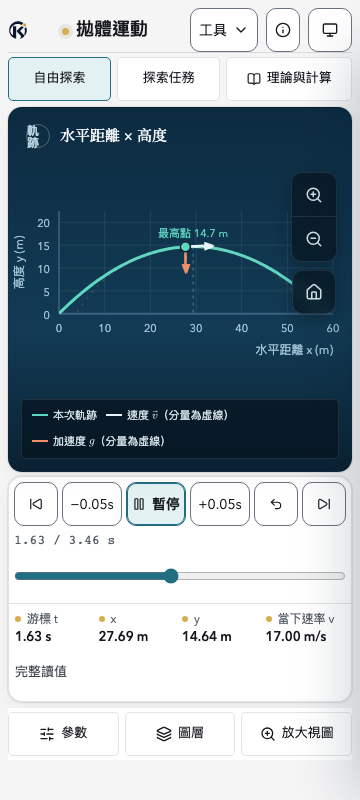 拋體運動
工具
自由探索
探索任務
理論與計算
軌跡
水平距離 × 高度
最高點 14.7 m
高度 y (m)
20
15
10
5
0
0 10 20 30 40 50 60
水平距離 x (m)
本次軌跡
速度 v⃗（分量為虛線）
加速度 g（分量為虛線）
−0.05s
暫停
+0.05s
1.63 / 3.46 s
游標 t x y 當下速率 v
1.63 s 27.69 m 14.64 m 17.00 m/s
完整讀值
參數
圖層
放大視圖